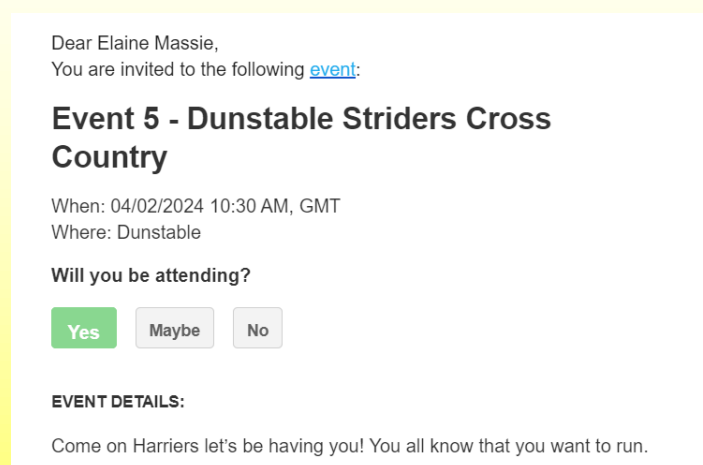 Dear Elaine Massie,
You are invited to the following event:
Event 5 - Dunstable Striders Cross
Country
When: 04/02/2024 10:30 AM, GMT
Where: Dunstable
Will you be attending?
Yes Maybe No
EVENT DETAILS:
Come on Harriers let’s be having you! You all know that you want to run.